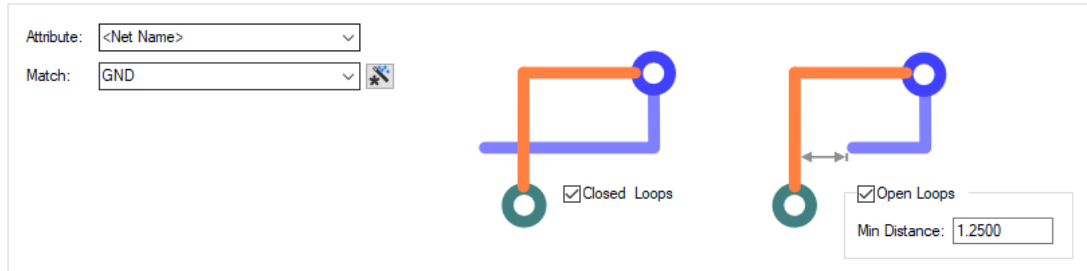 Attribute: <Net Name>
Match: GND
Closed Loops
Open Loops
Min Distance: 1.2500